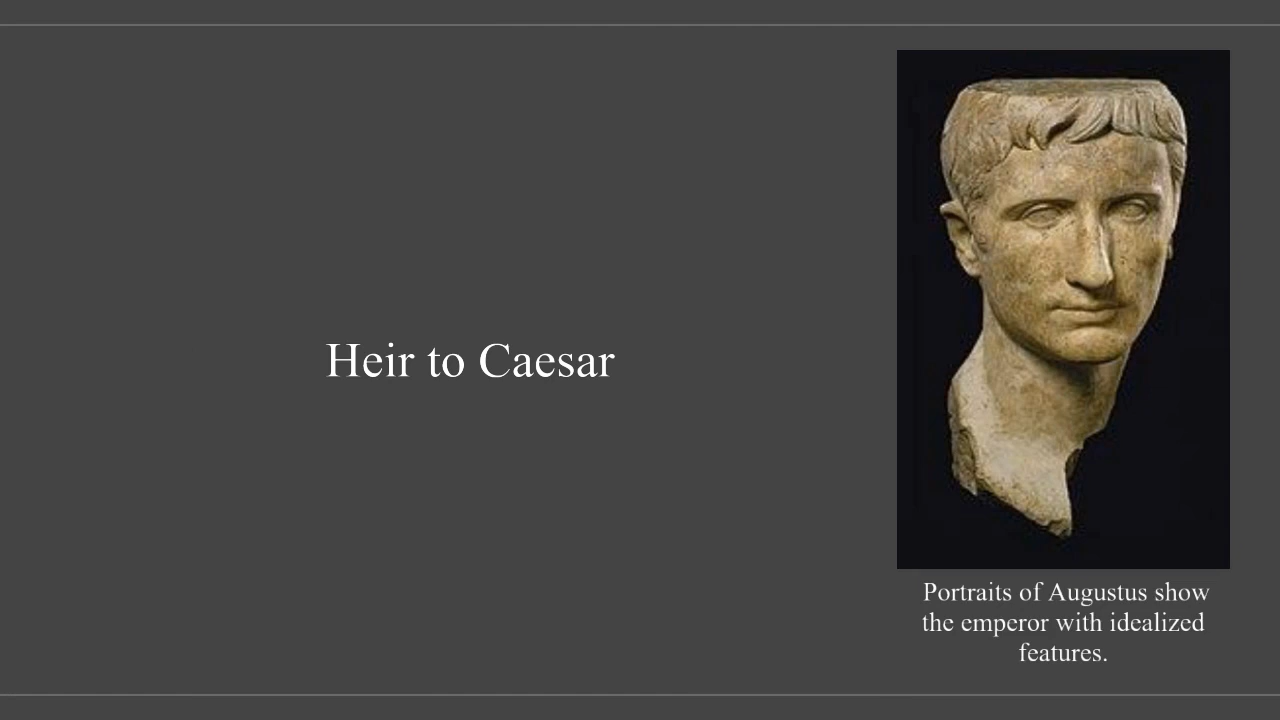 Heir to Caesar
Portraits of Augustus show
the emperor with idealized
features.